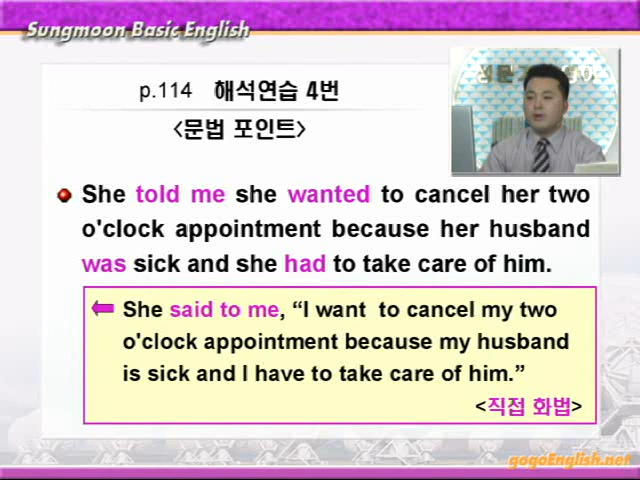 Sungmoon Basic English
p.114 해석연습 4번
<문법 포인트>
She told me she wanted to cancel her two
o'clock appointment because her husband
was sick and she had to take care of him.
She said to me, “I want to cancel my two
o'clock appointment because my husband
is sick and I have to take care of him.”
<직접 화법>
gogoEnglish.net